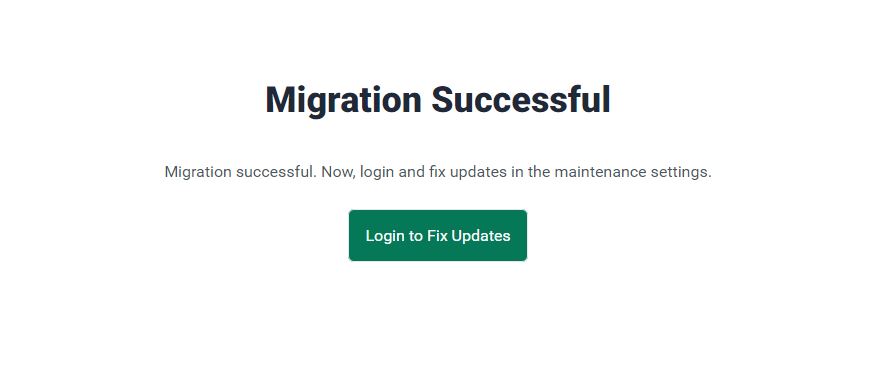 Migration Successful
Migration successful. Now, login and fix updates in the maintenance settings.
Login to Fix Updates